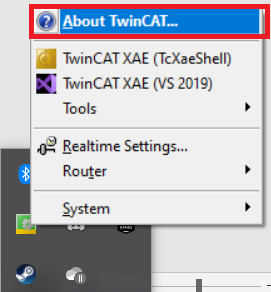 About TwinCAT...
TwinCAT XAE (TcXaeShell)
TwinCAT XAE (VS 2019)
Tools
Realtime Settings...
Router
System